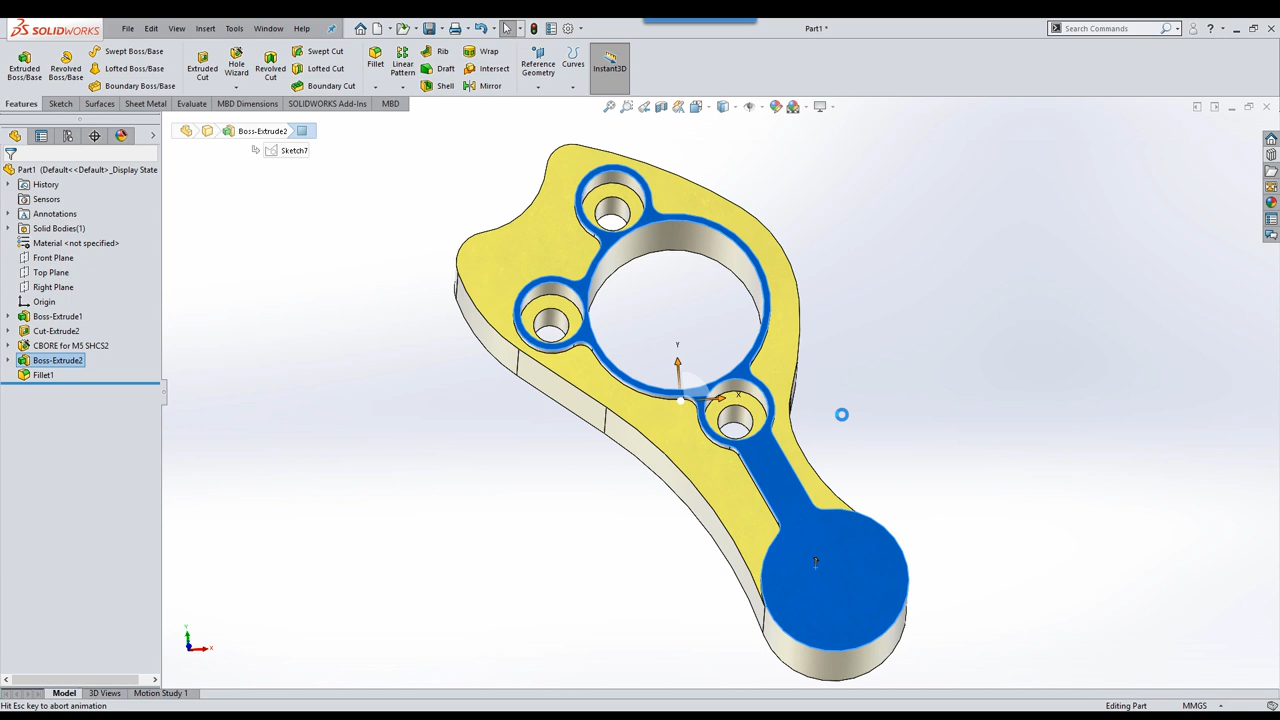 SOLIDWORKS File Edit View Insert Tools Window Help Part1 * Search Commands
Extruded Boss/Base
Revolved Boss/Base
Swept Boss/Base
Lofted Boss/Base
Boundary Boss/Base
Extruded Cut
Hole Wizard
Revolved Cut
Swept Cut
Lofted Cut
Boundary Cut
Fillet
Linear Pattern
Rib
Draft
Shell
Wrap
Intersect
Mirror
Reference Geometry
Curves
Instant3D
Features Sketch Surfaces Sheet Metal Evaluate MBD Dimensions SOLIDWORKS Add-Ins MBD
Boss-Extrude2
Sketch7
Part1 (Default<<Default>_Display State
History
Sensors
Annotations
Solid Bodies(1)
Material <not specified>
Front Plane
Top Plane
Right Plane
Origin
Boss-Extrude1
Cut-Extrude2
CBORE for M5 SHCS2
Boss-Extrude2
Fillet1
Y
X
Y
X
Model 3D Views Motion Study 1
Hit Esc key to abort animation Editing Part MMGS